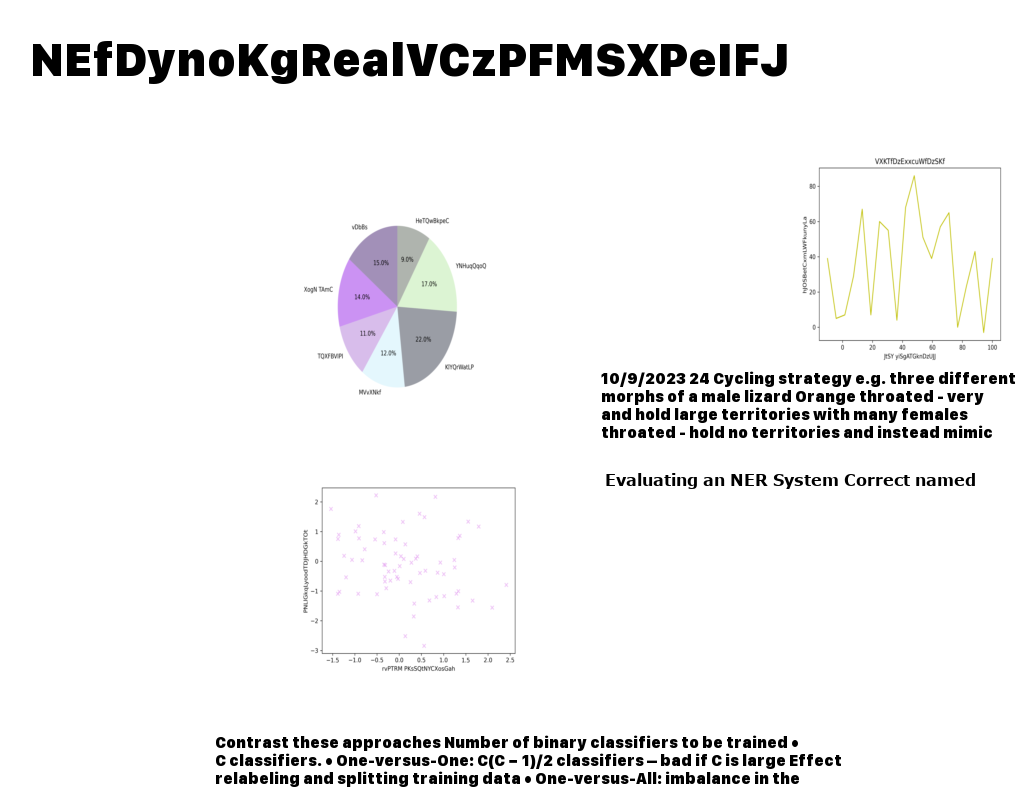 NEfDynoKgRealVCzPFMSXPeIFJ
VXKTfDzExxcuWfDzSKf
80
60
40
20
0
0 20 40 60 80 100
HeTQwBkpeC
vDbBs
YNHuqQqoQ
XogN TAmC
TQXFBVIPl
MVvXNkf
KlYQrWatLP
9.0%
15.0%
17.0%
14.0%
11.0%
12.0%
22.0%
10/9/2023 24 Cycling strategy e.g. three different
morphs of a male lizard Orange throated - very
and hold large territories with many females
throated - hold no territories and instead mimic
Evaluating an NER System Correct named
2
1
0
−1
−2
−3
−1.5 −1.0 −0.5 0.0 0.5 1.0 1.5 2.0 2.5
rvPTRM PKsSQtNYCXosGah
Contrast these approaches Number of binary classifiers to be trained •
C classifiers. • One-versus-One: C(C − 1)/2 classifiers – bad if C is large Effect
relabeling and splitting training data • One-versus-All: imbalance in the